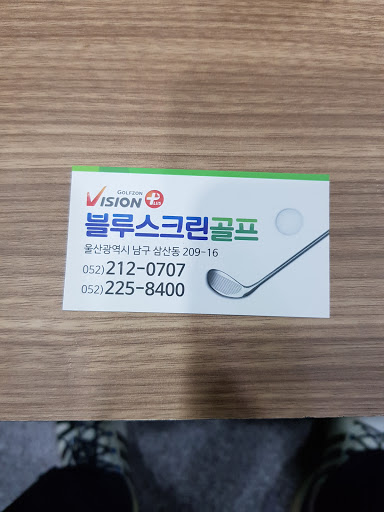 GOLFZON
VISION PLUS
블루스크린골프
울산광역시 남구 삼산동 209-16
052)212-0707
052)225-8400